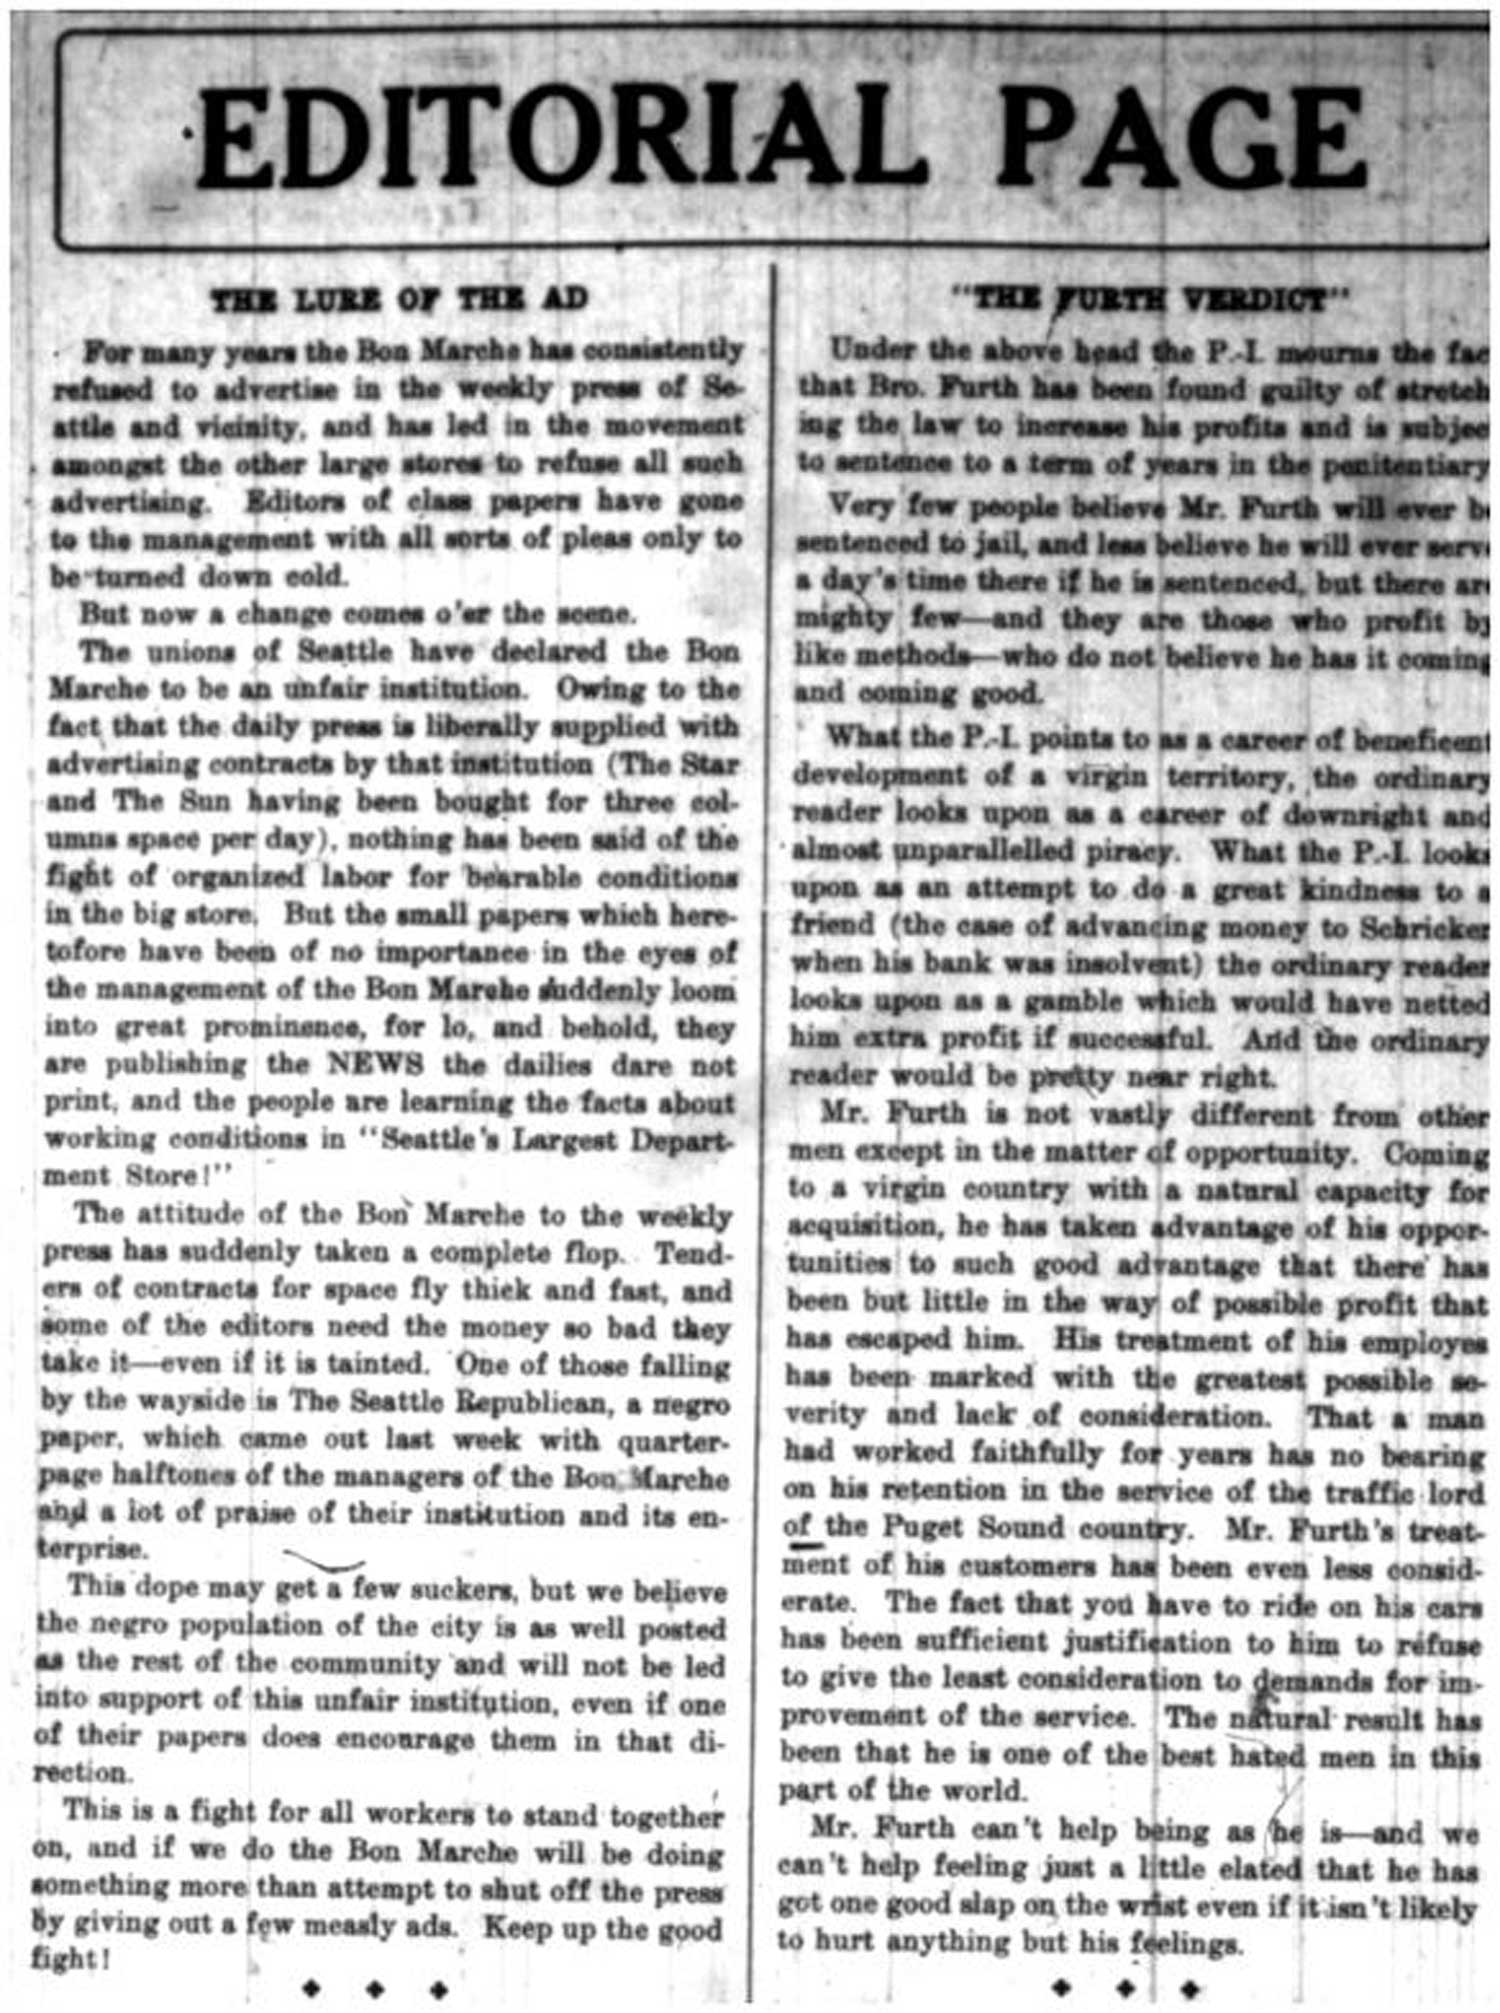 EDITORIAL PAGE
THE LURE OF THE AD
For many years the Bon Marche has consistently
refused to advertise in the weekly press of Se-
attle and vicinity, and has led in the movement
amongst the other large stores to refuse all such
advertising. Editors of class papers have gone
to the management with all sorts of pleas only to
be turned down cold.
But now a change comes o'er the scene.
The unions of Seattle have declared the Bon
Marche to be an unfair institution. Owing to the
fact that the daily press is liberally supplied with
advertising contracts by that institution (The Star
and The Sun having been bought for three col-
umns space per day), nothing has been said of the
fight of organized labor for bearable conditions
in the big store. But the small papers which here-
tofore have been of no importance in the eyes of
the management of the Bon Marche suddenly loom
into great prominence, for lo, and behold, they
are publishing the NEWS the dailies dare not
print, and the people are learning the facts about
working conditions in "Seattle's Largest Depart-
ment Store!"
The attitude of the Bon Marche to the weekly
press has suddenly taken a complete flop. Tend-
ers of contracts for space fly thick and fast, and
some of the editors need the money so bad they
take it—even if it is tainted. One of those falling
by the wayside is The Seattle Republican, a negro
paper, which came out last week with quarter-
page halftones of the managers of the Bon Marche
and a lot of praise of their institution and its en-
terprise.
This dope may get a few suckers, but we believe
the negro population of the city is as well posted
as the rest of the community and will not be led
into support of this unfair institution, even if one
of their papers does encourage them in that di-
rection.
This is a fight for all workers to stand together
on, and if we do the Bon Marche will be doing
something more than attempt to shut off the press
by giving out a few measly ads. Keep up the good
fight!
"THE FURTH VERDICT"
Under the above head the P.-I. mourns the fac
that Bro. Furth has been found guilty of stretch
ing the law to increase his profits and is subjec
to sentence to a term of years in the penitentiary
Very few people believe Mr. Furth will ever b
sentenced to jail, and less believe he will ever serv
a day's time there if he is sentenced, but there ar
mighty few—and they are those who profit by
like methods—who do not believe he has it coming
and coming good.
What the P.-I. points to as a career of beneficent
development of a virgin territory, the ordinary
reader looks upon as a career of downright and
almost unparallelled piracy. What the P.-I. looks
upon as an attempt to do a great kindness to a
friend (the case of advancing money to Schricker
when his bank was insolvent) the ordinary reader
looks upon as a gamble which would have netted
him extra profit if successful. And the ordinary
reader would be pretty near right.
Mr. Furth is not vastly different from other
men except in the matter of opportunity. Coming
to a virgin country with a natural capacity for
acquisition, he has taken advantage of his oppor-
tunities to such good advantage that there has
been but little in the way of possible profit that
has escaped him. His treatment of his employes
has been marked with the greatest possible se-
verity and lack of consideration. That a man
had worked faithfully for years has no bearing
on his retention in the service of the traffic lord
of the Puget Sound country. Mr. Furth's treat-
ment of his customers has been even less consid-
erate. The fact that you have to ride on his cars
has been sufficient justification to him to refuse
to give the least consideration to demands for im-
provement of the service. The natural result has
been that he is one of the best hated men in this
part of the world.
Mr. Furth can't help being as he is—and we
can't help feeling just a little elated that he has
got one good slap on the wrist even if it isn't likely
to hurt anything but his feelings.